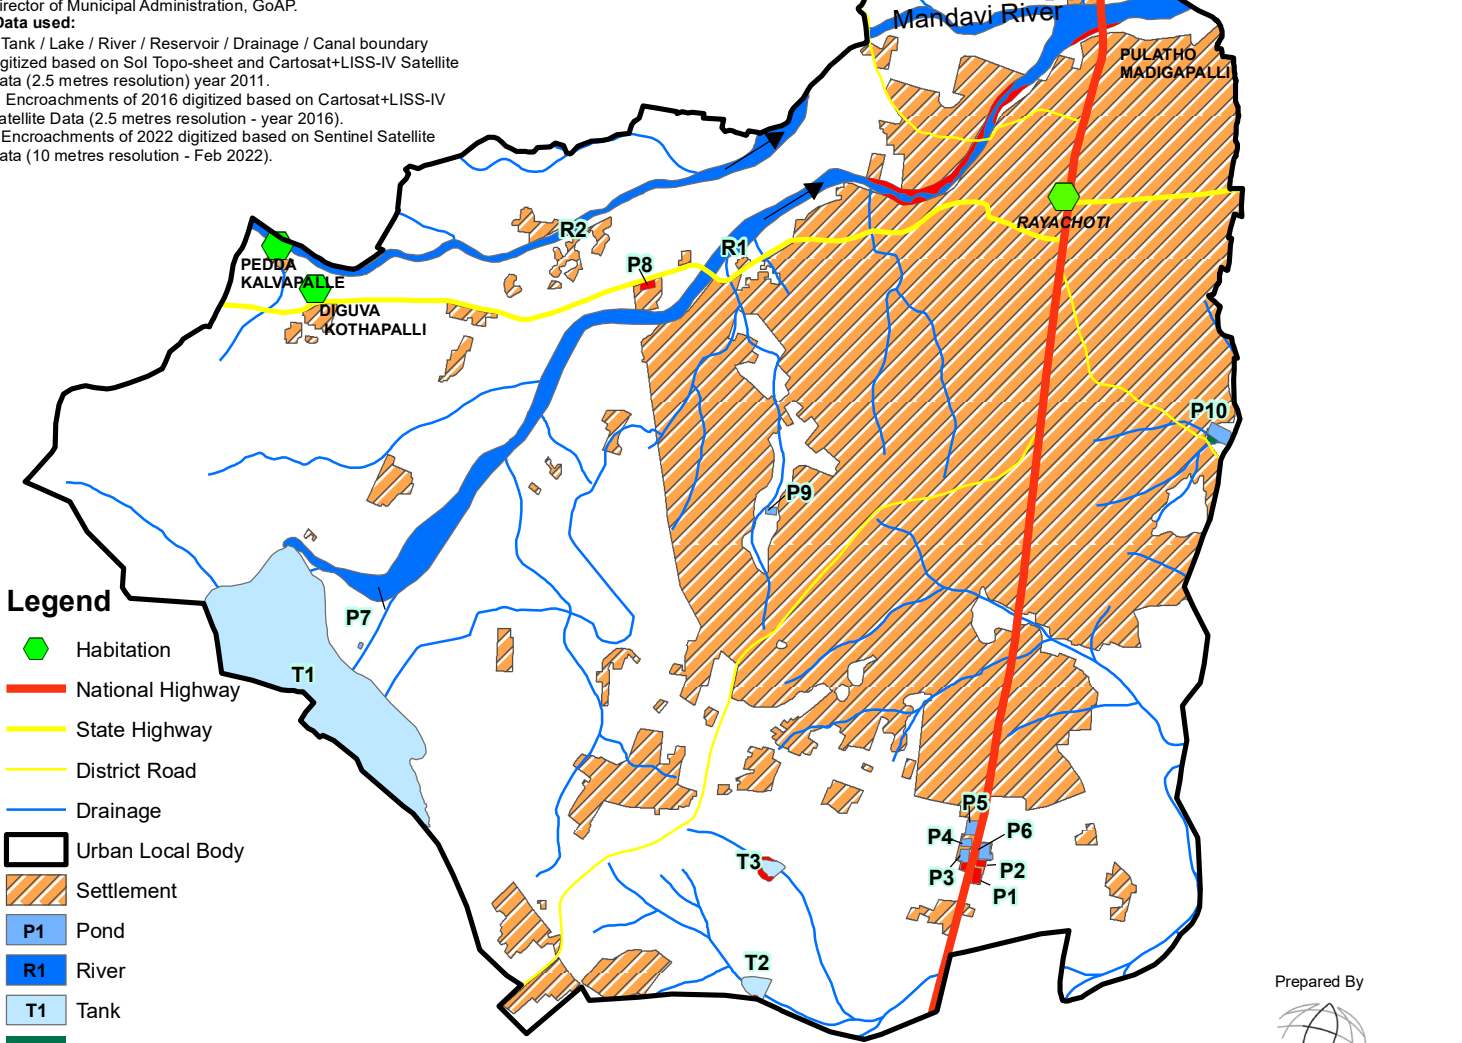 irector of Municipal Administration, GoAP.
Data used:
Tank / Lake / River / Reservoir / Drainage / Canal boundary
igitized based on SoI Topo-sheet and Cartosat+LISS-IV Satellite
ata (2.5 metres resolution) year 2011.
Encroachments of 2016 digitized based on Cartosat+LISS-IV
atellite Data (2.5 metres resolution - year 2016).
Encroachments of 2022 digitized based on Sentinel Satellite
ata (10 metres resolution - Feb 2022).
Mandavi River
PULATHO
MADIGAPALLI
RAYACHOTI
R2
R1
P8
PEDDA
KALVAPALLE
DIGUVA
KOTHAPALLI
P10
P9
P7
T1
P5
P4
P6
P3
P2
P1
T3
T2
Legend
Habitation
National Highway
State Highway
District Road
Drainage
Urban Local Body
Settlement
P1 Pond
R1 River
T1 Tank
Prepared By